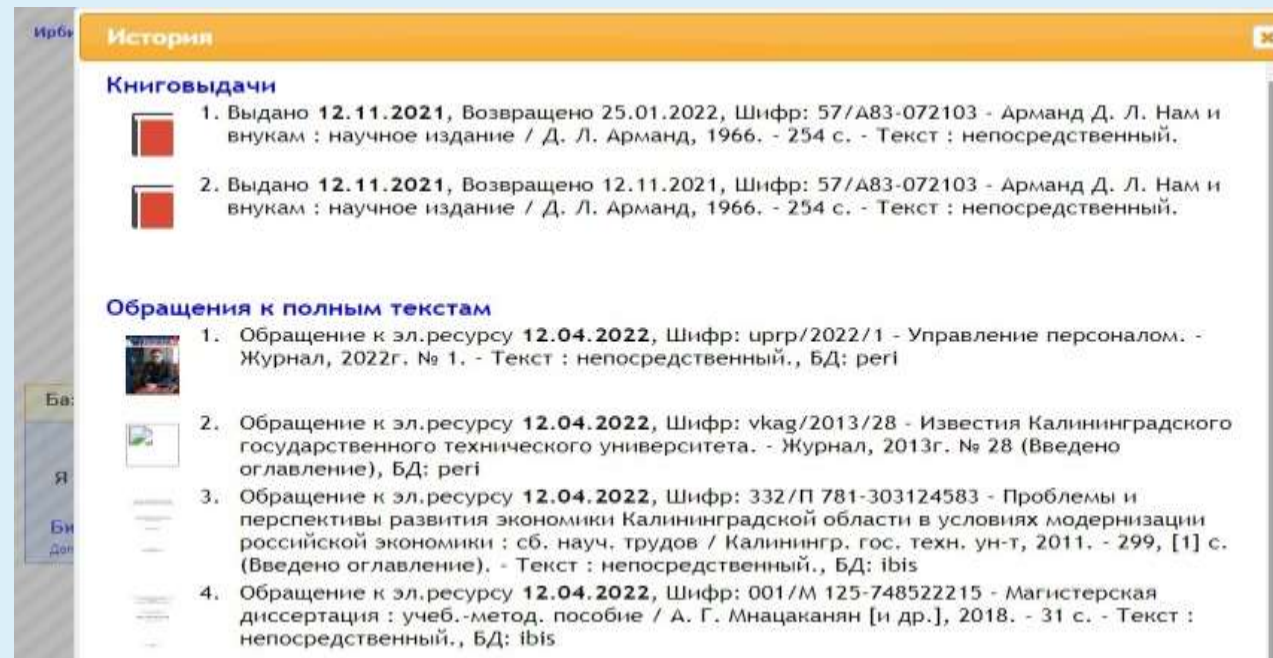 Ирби
История
Книговыдачи
1. Выдано 12.11.2021, Возвращено 25.01.2022, Шифр: 57/А83-072103 - Арманд Д. Л. Нам и
внукам : научное издание / Д. Л. Арманд, 1966. - 254 с. - Текст : непосредственный.
2. Выдано 12.11.2021, Возвращено 12.11.2021, Шифр: 57/А83-072103 - Арманд Д. Л. Нам и
внукам : научное издание / Д. Л. Арманд, 1966. - 254 с. - Текст : непосредственный.
Обращения к полным текстам
1. Обращение к эл.ресурсу 12.04.2022, Шифр: uprp/2022/1 - Управление персоналом. -
Журнал, 2022г. № 1. - Текст : непосредственный., БД: peri
2. Обращение к эл.ресурсу 12.04.2022, Шифр: vkag/2013/28 - Известия Калининградского
государственного технического университета. - Журнал, 2013г. № 28 (Введено
оглавление), БД: peri
3. Обращение к эл.ресурсу 12.04.2022, Шифр: 332/П 781-303124583 - Проблемы и
перспективы развития экономики Калининградской области в условиях модернизации
российской экономики : сб. науч. трудов / Калинингр. гос. техн. ун-т, 2011. - 299, [1] с.
(Введено оглавление). - Текст : непосредственный., БД: ibis
4. Обращение к эл.ресурсу 12.04.2022, Шифр: 001/М 125-748522215 - Магистерская
диссертация : учеб.-метод. пособие / А. Г. Мнацаканян [и др.], 2018. - 31 с. - Текст :
непосредственный., БД: ibis
Баз
Я
Би